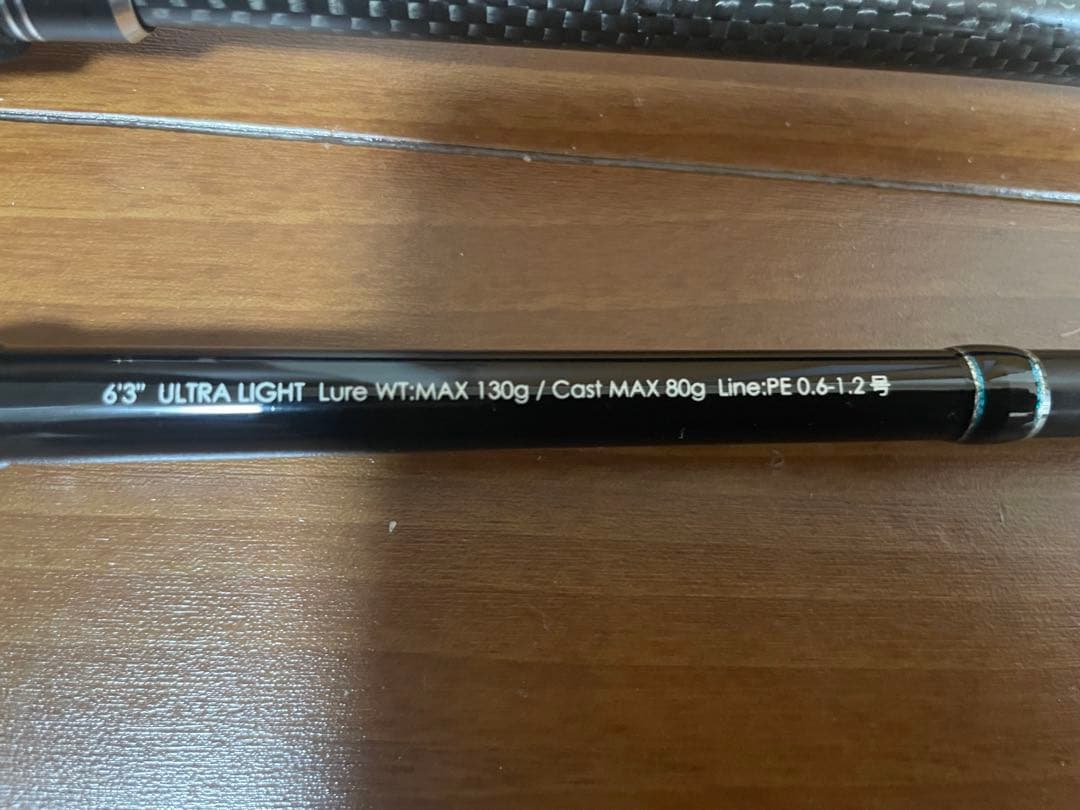 6'3" ULTRA LIGHT Lure WT:MAX 130g / Cast MAX 80g Line:PE 0.6-1.2号